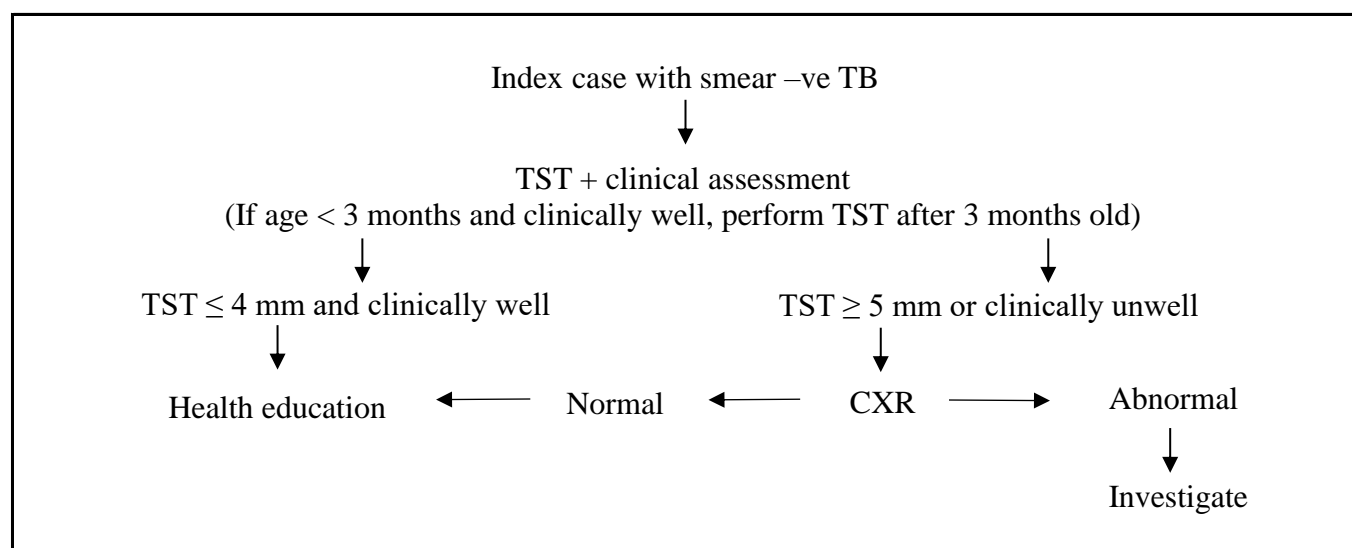 Index case with smear –ve TB
TST + clinical assessment
(If age < 3 months and clinically well, perform TST after 3 months old)
TST ≤ 4 mm and clinically well
TST ≥ 5 mm or clinically unwell
Health education
Normal
CXR
Abnormal
Investigate